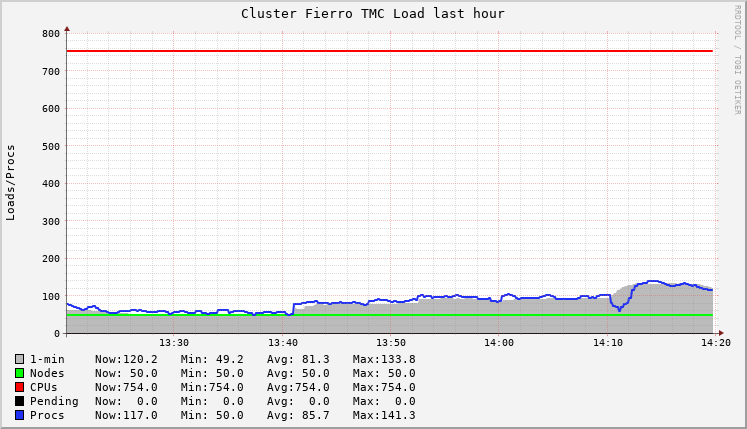 Cluster Fierro TMC Load last hour
RRDTOOL / TOBI OETIKER
Loads/Procs
800
700
600
500
400
300
200
100
0
13:30 13:40 13:50 14:00 14:10 14:20
1-min Now:120.2 Min: 49.2 Avg: 81.3 Max:133.8
Nodes Now: 50.0 Min: 50.0 Avg: 50.0 Max: 50.0
CPUs Now:754.0 Min:754.0 Avg:754.0 Max:754.0
Pending Now: 0.0 Min: 0.0 Avg: 0.0 Max: 0.0
Procs Now:117.0 Min: 50.0 Avg: 85.7 Max:141.3